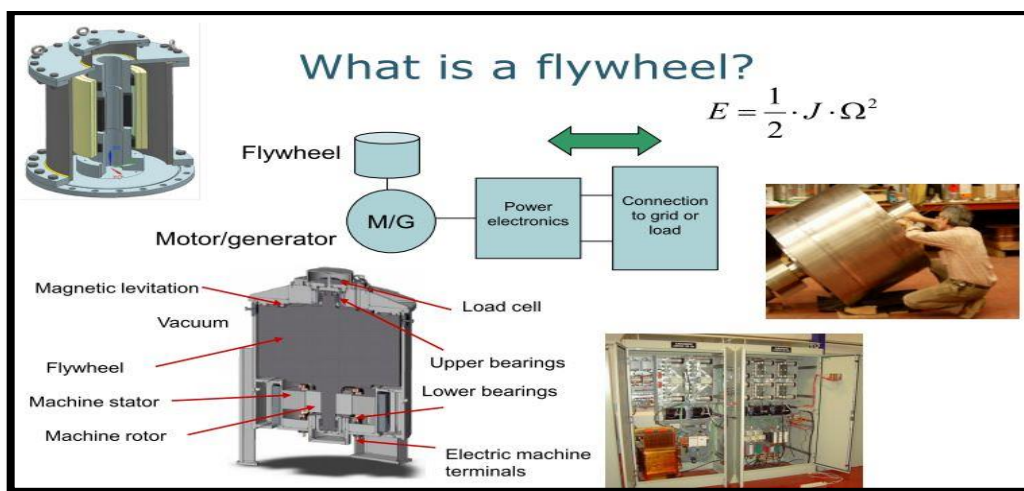 What is a flywheel?
E = 1/2 · J · Ω²
Flywheel
M/G
Motor/generator
Power
electronics
Connection
to grid or
load
Magnetic levitation
Vacuum
Flywheel
Machine stator
Machine rotor
Load cell
Upper bearings
Lower bearings
Electric machine
terminals